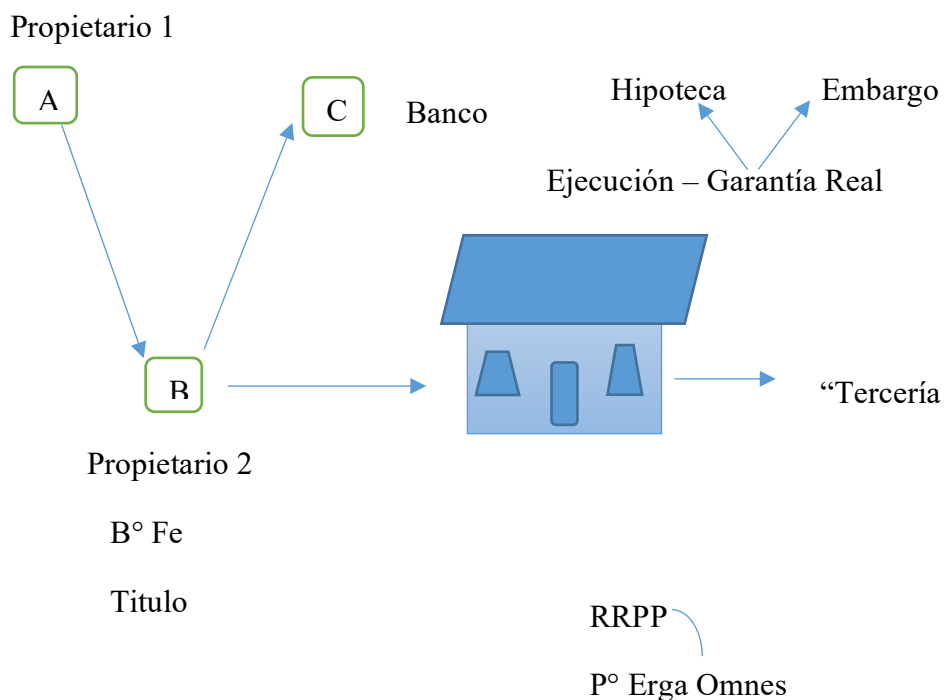 Propietario 1
A
C
Banco
Hipoteca
Embargo
Ejecución – Garantía Real
B
“Tercería
Propietario 2
B° Fe
Titulo
RRPP
P° Erga Omnes